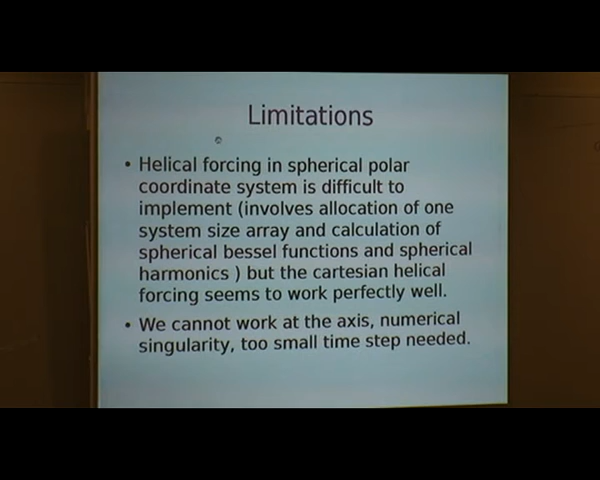 Limitations
• Helical forcing in spherical polar
coordinate system is difficult to
implement (involves allocation of one
system size array and calculation of
spherical bessel functions and spherical
harmonics ) but the cartesian helical
forcing seems to work perfectly well.
• We cannot work at the axis, numerical
singularity, too small time step needed.